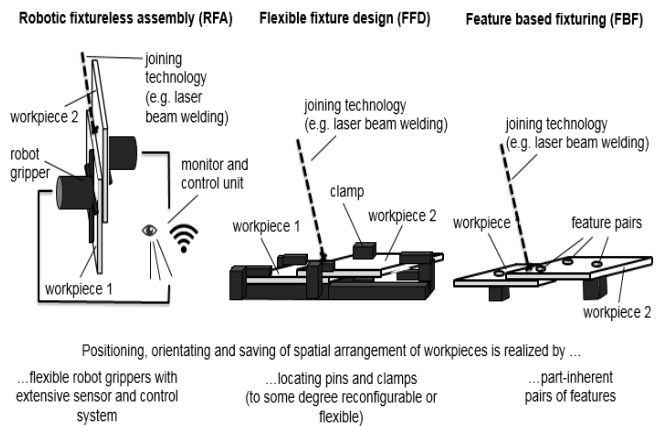 Robotic fixtureless assembly (RFA)
joining
technology
(e.g. laser
beam welding)
workpiece 2
robot
gripper
monitor and
control unit
workpiece 1
Flexible fixture design (FFD)
joining technology
(e.g. laser beam welding)
clamp
workpiece 2
workpiece 1
Feature based fixturing (FBF)
joining technology
(e.g. laser beam welding)
workpiece
feature pairs
workpiece 2
Positioning, orientating and saving of spatial arrangement of workpieces is realized by …
…flexible robot grippers with
extensive sensor and control
system
…locating pins and clamps
(to some degree reconfigurable or
flexible)
…part-inherent
pairs of features